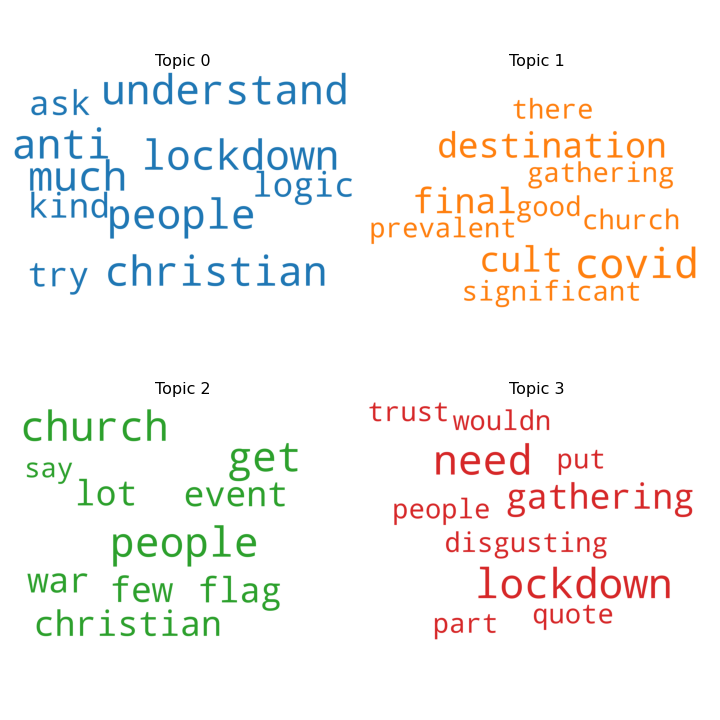 Topic 0
understand
ask
anti
lockdown
much
logic
kind
people
try
christian
Topic 1
there
destination
gathering
final
good
church
prevalent
cult
covid
significant
Topic 2
church
get
say
lot
event
people
war
few
flag
christian
Topic 3
trust
wouldn
need
put
gathering
people
disgusting
lockdown
quote
part